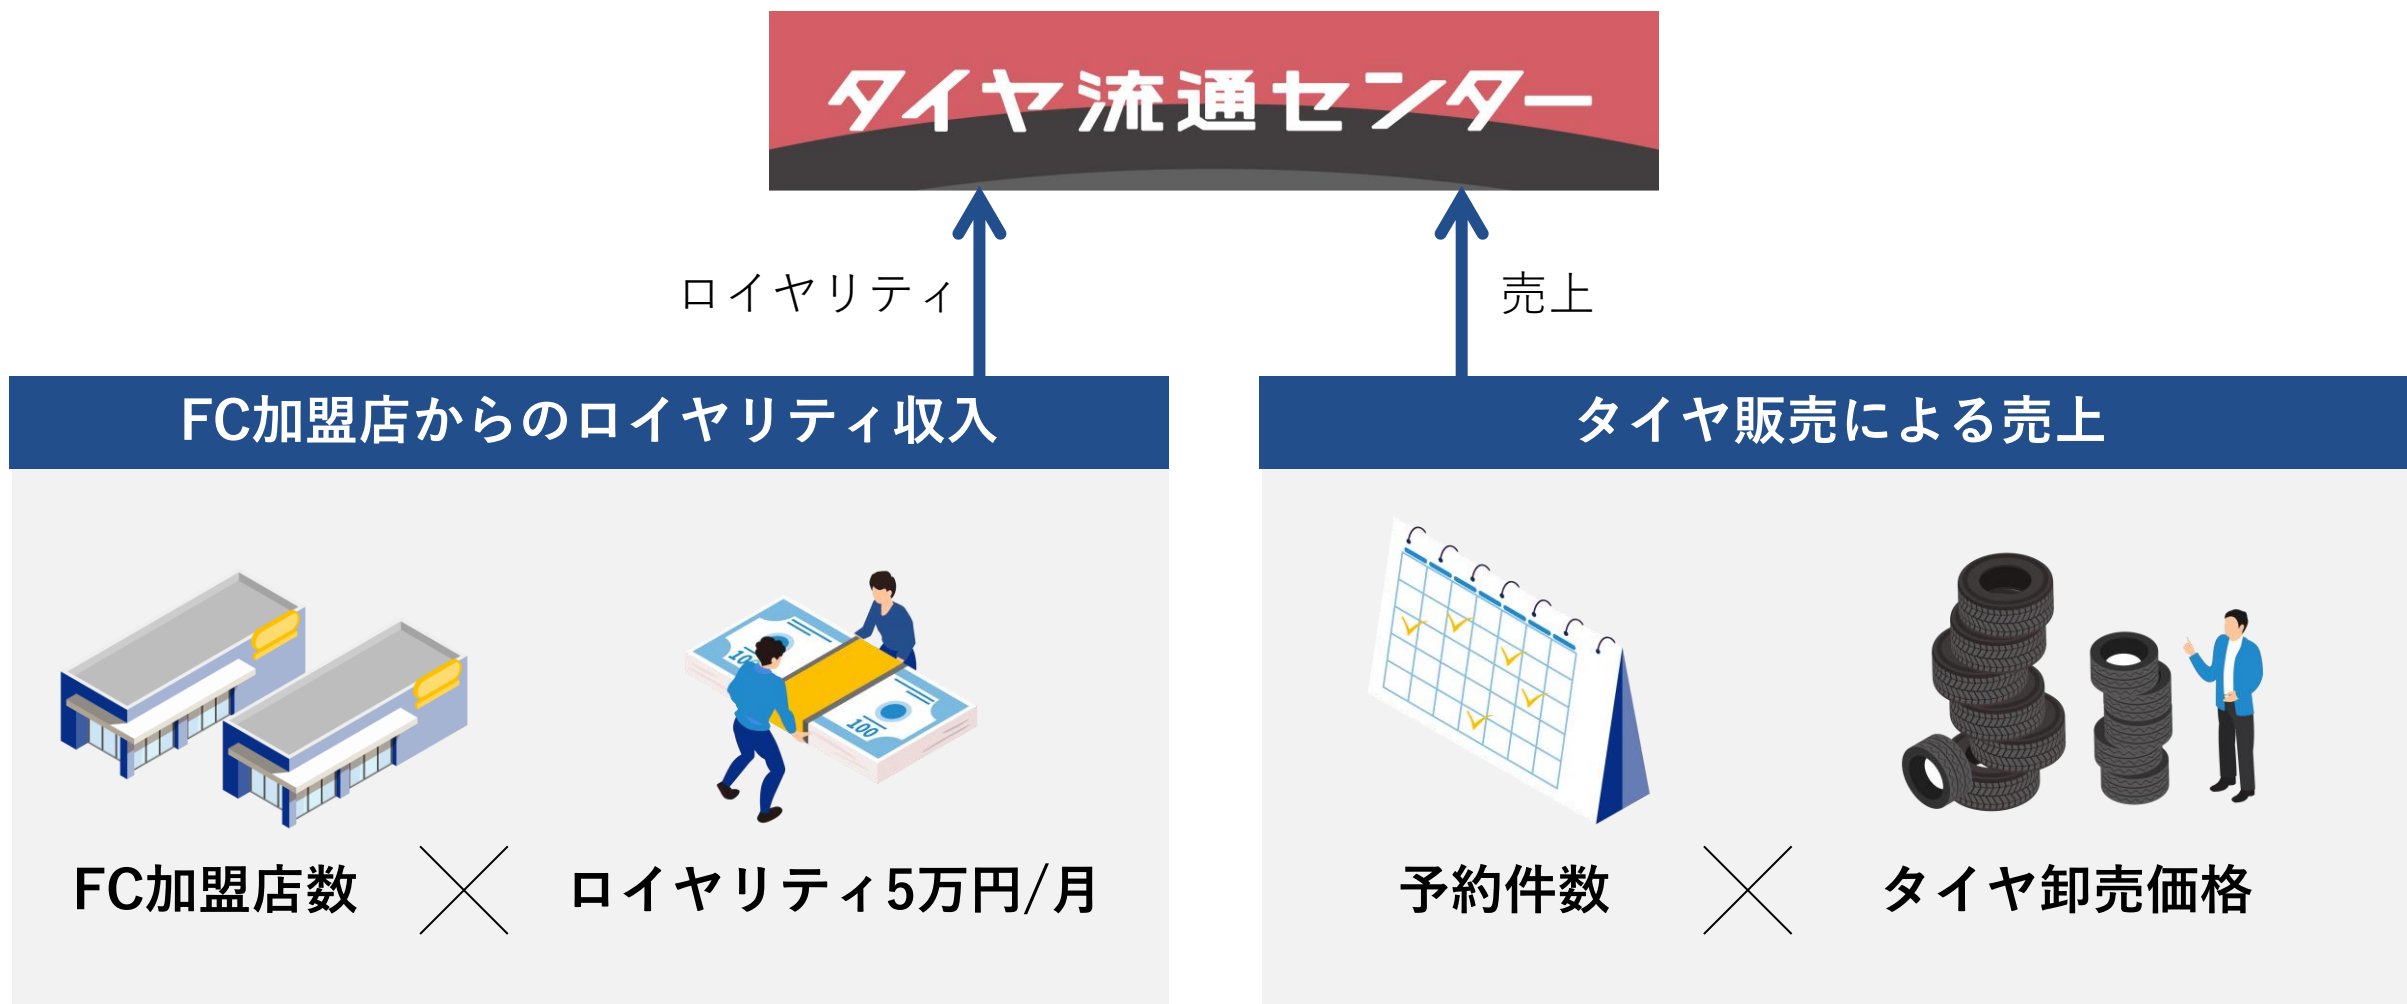 タイヤ流通センター
ロイヤリティ
売上
FC加盟店からのロイヤリティ収入
タイヤ販売による売上
100
100
FC加盟店数
ロイヤリティ5万円/月
予約件数
タイヤ卸売価格